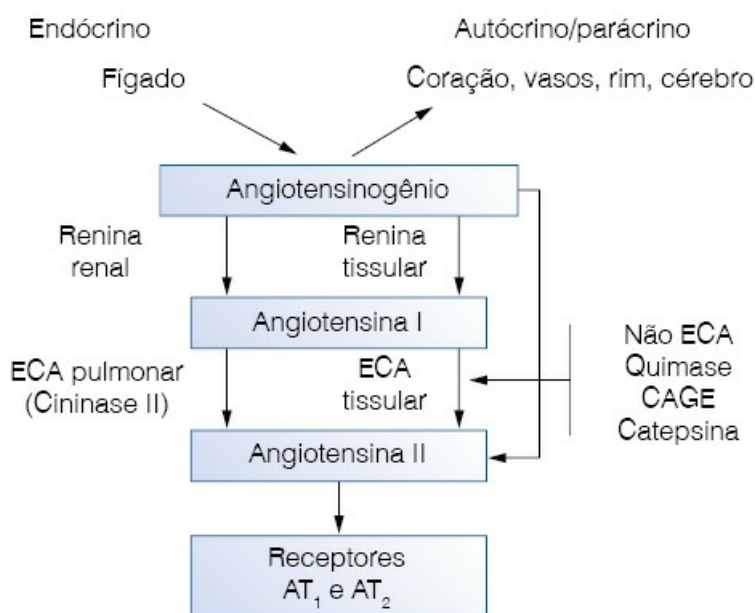 Endócrino
Autócrino/parácrino
Fígado
Coração, vasos, rim, cérebro
Angiotensinogênio
Renina
renal
Renina
tissular
Angiotensina I
ECA pulmonar
(Cininase II)
ECA
tissular
Não ECA
Quimase
CAGE
Catepsina
Angiotensina II
Receptores
AT₁ e AT₂